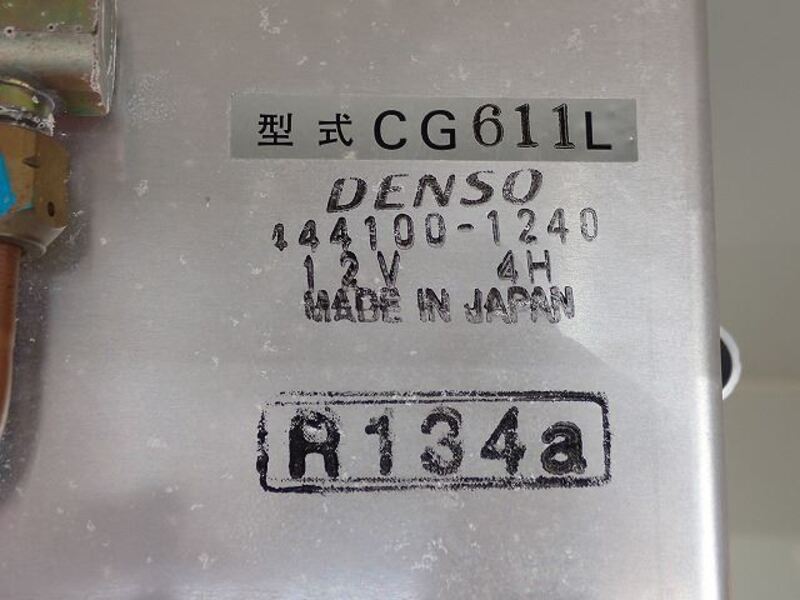 型式 CG611L
DENSO
144100-1240
12V 4H
MADE IN JAPAN
R134a